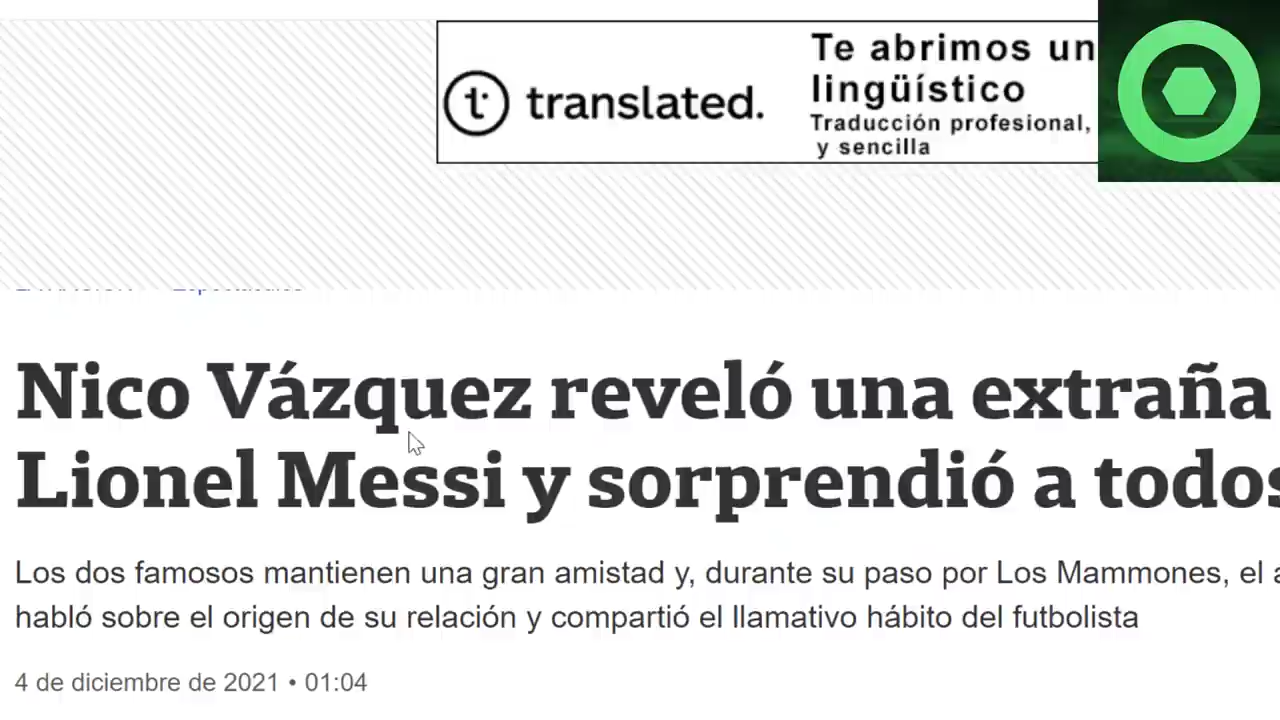 translated.
Te abrimos un
lingüístico
Traducción profesional,
y sencilla
Nico Vázquez reveló una extraña
Lionel Messi y sorprendió a todos
Los dos famosos mantienen una gran amistad y, durante su paso por Los Mammones, el a
habló sobre el origen de su relación y compartió el llamativo hábito del futbolista
4 de diciembre de 2021 • 01:04